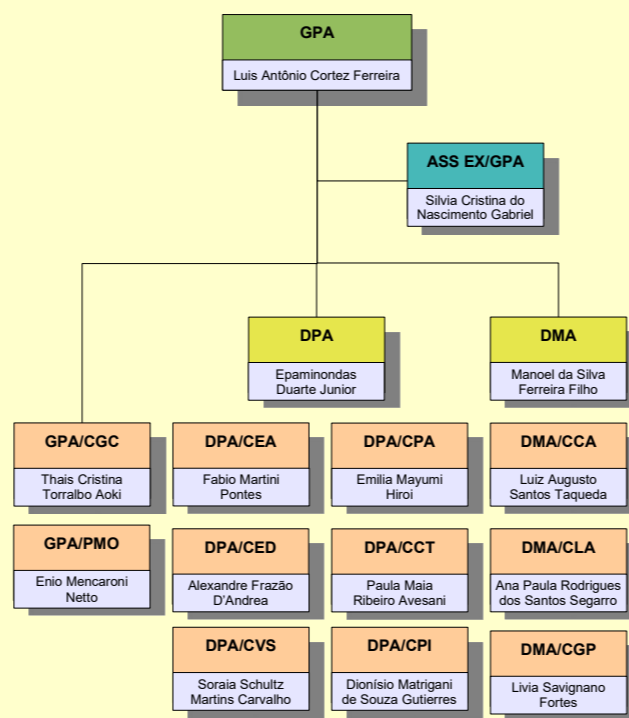 GPA
Luis Antônio Cortez Ferreira
ASS EX/GPA
Silvia Cristina do
Nascimento Gabriel
DPA
Epaminondas
Duarte Junior
DMA
Manoel da Silva
Ferreira Filho
GPA/CGC
Thais Cristina
Torralbo Aoki
DPA/CEA
Fabio Martini
Pontes
DPA/CPA
Emilia Mayumi
Hiroi
DMA/CCA
Luiz Augusto
Santos Taqueda
GPA/PMO
Enio Mencaroni
Netto
DPA/CED
Alexandre Frazão
D'Andrea
DPA/CCT
Paula Maia
Ribeiro Avesani
DMA/CLA
Ana Paula Rodrigues
dos Santos Segarro
DPA/CVS
Soraia Schultz
Martins Carvalho
DPA/CPI
Dionísio Matrigani
de Souza Gutierres
DMA/CGP
Livia Savignano
Fortes